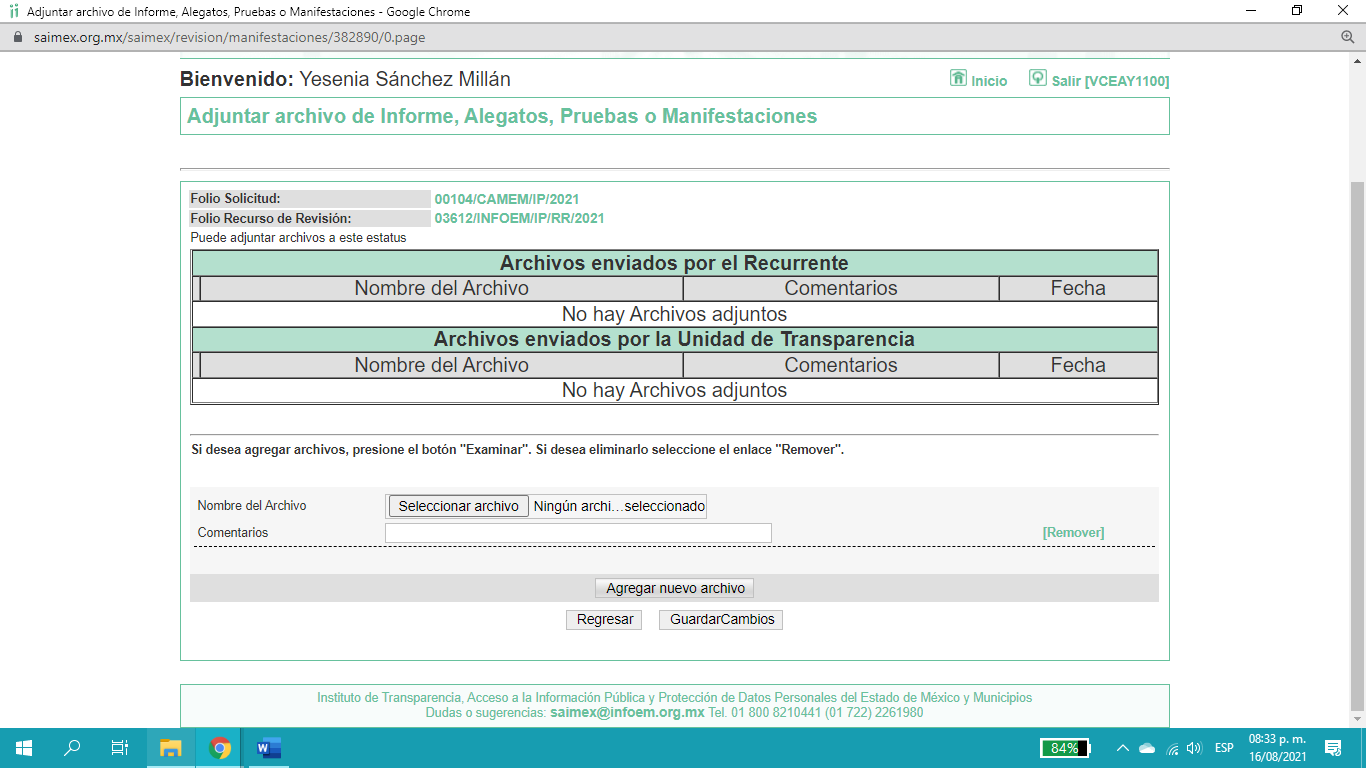 Adjuntar archivo de Informe, Alegatos, Pruebas o Manifestaciones - Google Chrome
saimex.org.mx/saimex/revision/manifestaciones/382890/0.page
Bienvenido: Yesenia Sánchez Millán
Inicio Salir [VCEAY1100]
Adjuntar archivo de Informe, Alegatos, Pruebas o Manifestaciones
Folio Solicitud: 00104/CAMEM/IP/2021
Folio Recurso de Revisión: 03612/INFOEM/IP/RR/2021
Puede adjuntar archivos a este estatus
Archivos enviados por el Recurrente
Nombre del Archivo Comentarios Fecha
No hay Archivos adjuntos
Archivos enviados por la Unidad de Transparencia
Nombre del Archivo Comentarios Fecha
No hay Archivos adjuntos
Si desea agregar archivos, presione el botón "Examinar". Si desea eliminarlo seleccione el enlace "Remover".
Nombre del Archivo Seleccionar archivo Ningún archi...seleccionado
Comentarios [Remover]
Agregar nuevo archivo
Regresar GuardarCambios
Instituto de Transparencia, Acceso a la Información Pública y Protección de Datos Personales del Estado de México y Municipios
Dudas o sugerencias: saimex@infoem.org.mx Tel. 01 800 8210441 (01 722) 2261980
84% ESP 08:33 p. m.
16/08/2021